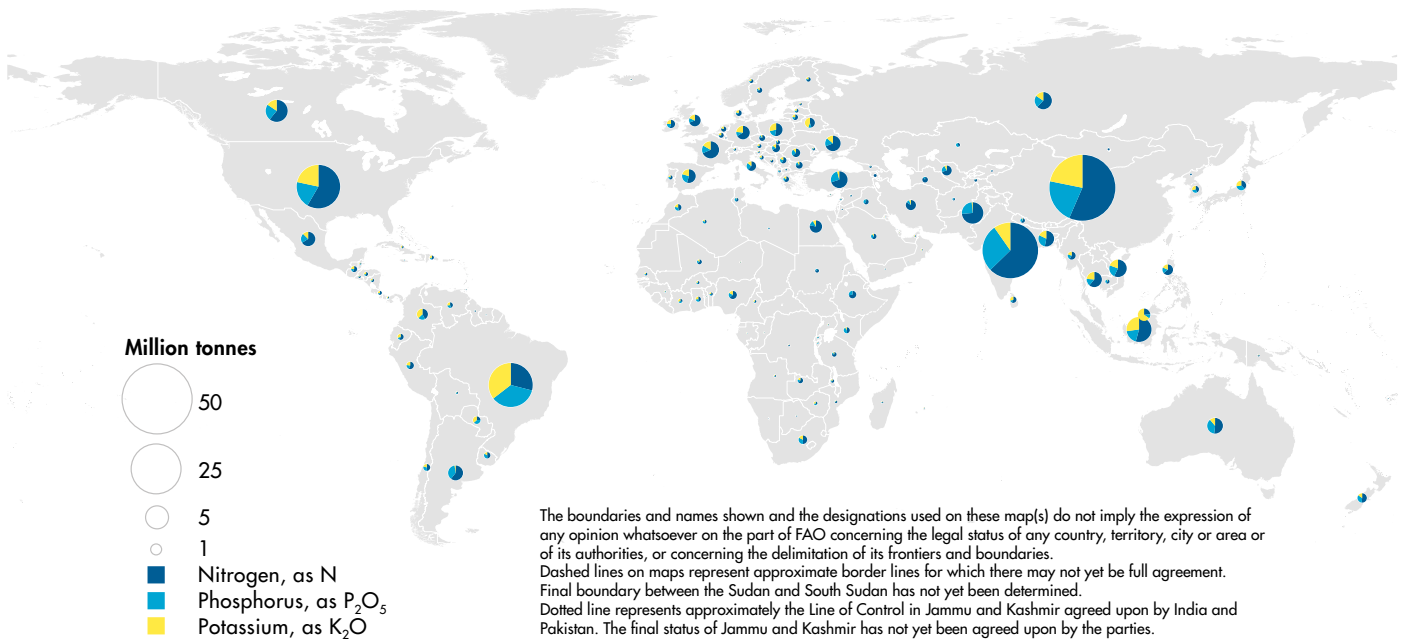 Million tonnes
50
25
5
1
Nitrogen, as N
Phosphorus, as P₂O₅
Potassium, as K₂O
The boundaries and names shown and the designations used on these map(s) do not imply the expression of
any opinion whatsoever on the part of FAO concerning the legal status of any country, territory, city or area or
of its authorities, or concerning the delimitation of its frontiers and boundaries.
Dashed lines on maps represent approximate border lines for which there may not yet be full agreement.
Final boundary between the Sudan and South Sudan has not yet been determined.
Dotted line represents approximately the Line of Control in Jammu and Kashmir agreed upon by India and
Pakistan. The final status of Jammu and Kashmir has not yet been agreed upon by the parties.